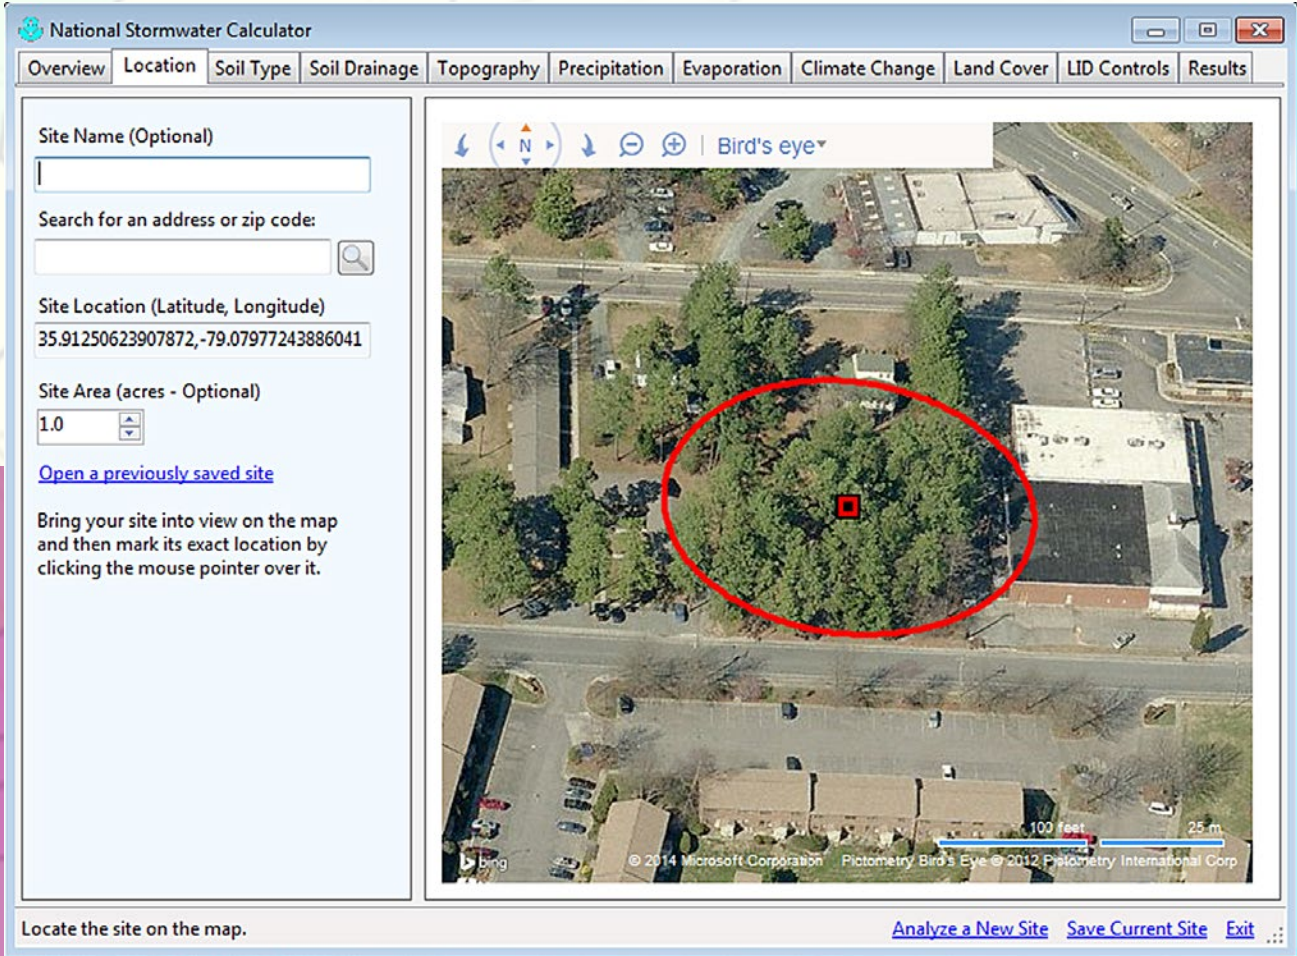 National Stormwater Calculator
Overview Location Soil Type Soil Drainage Topography Precipitation Evaporation Climate Change Land Cover LID Controls Results
Site Name (Optional)
Search for an address or zip code:
Site Location (Latitude, Longitude)
35.91250623907872,-79.07977243886041
Site Area (acres - Optional)
1.0
Open a previously saved site
Bring your site into view on the map
and then mark its exact location by
clicking the mouse pointer over it.
N Bird's eye
100 feet 25 m
bing © 2014 Microsoft Corporation Pictometry Bird's Eye © 2012 Pictometry International Corp
Locate the site on the map.
Analyze a New Site Save Current Site Exit